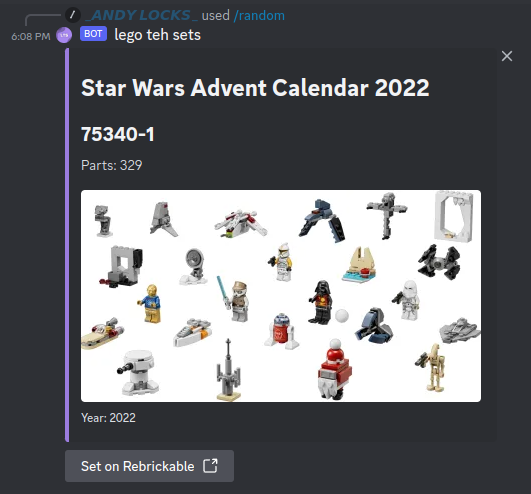 _ANDY LOCKS_ used /random
6:08 PM BOT lego teh sets
Star Wars Advent Calendar 2022
75340-1
Parts: 329
Year: 2022
Set on Rebrickable